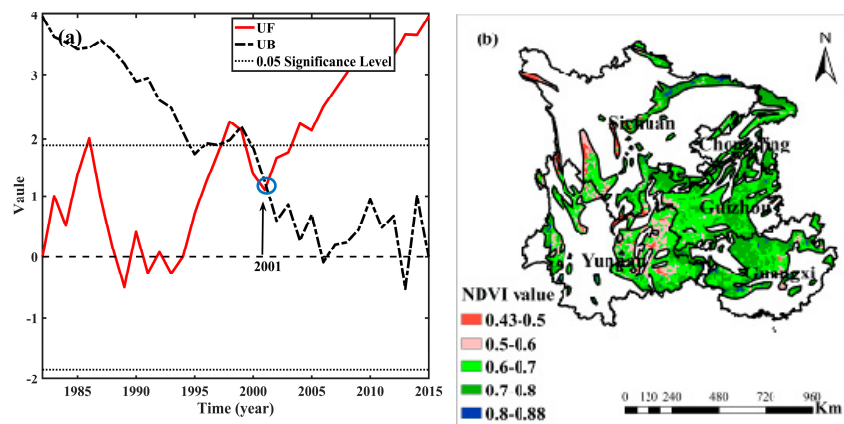 (a)
UF
UB
0.05 Significance Level
4
3
2
1
0
-1
-2
Vaule
2001
1985 1990 1995 2000 2005 2010 2015
Time (year)
(b)
N
Sichuan
Guizhou
NDVI value
0.43-0.5
0.5-0.6
0.6-0.7
0.7-0.8
0.8-0.88
0 120 240 480 720 960
Km